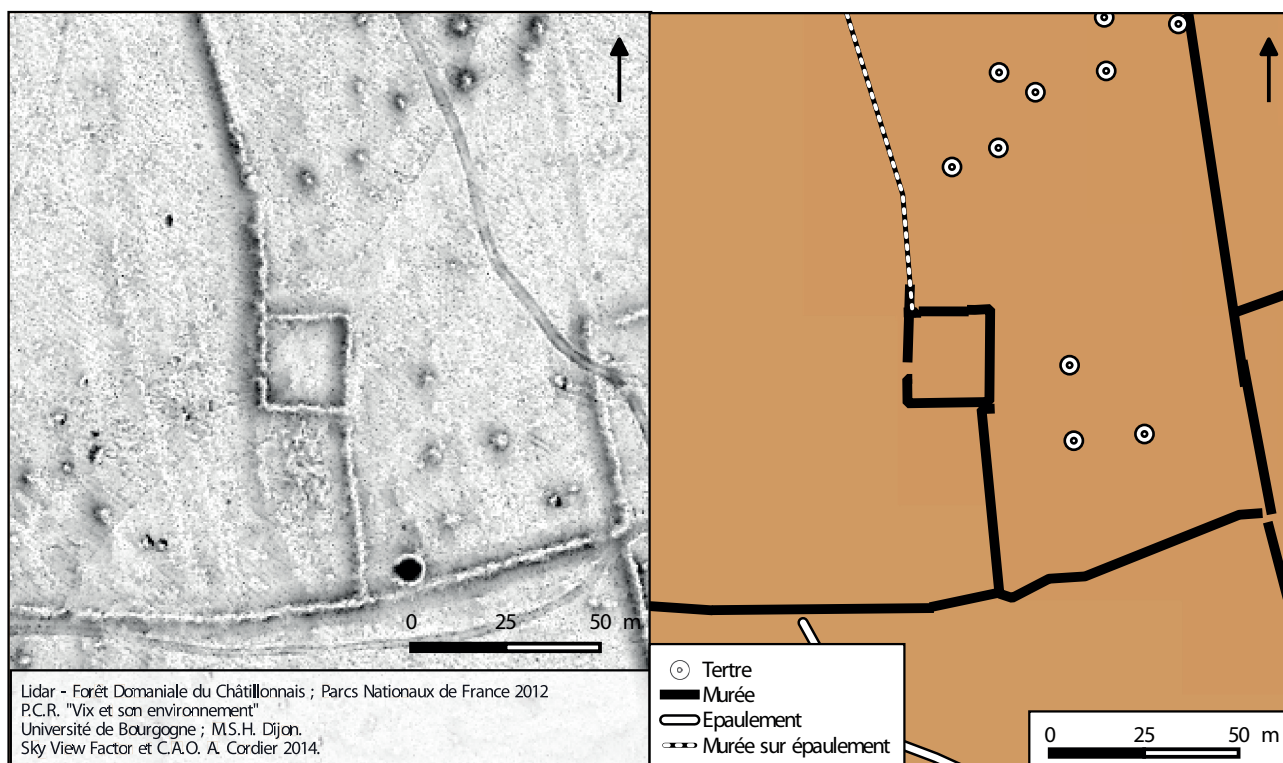 0 25 50 m
Lidar - Forêt Domaniale du Châtillonnais ; Parcs Nationaux de France 2012
P.C.R. "Vix et son environnement"
Université de Bourgogne ; M.S.H. Dijon.
Sky View Factor et C.A.O. A. Cordier 2014.
Tertre
Murée
Epaulement
Murée sur épaulement
0 25 50 m